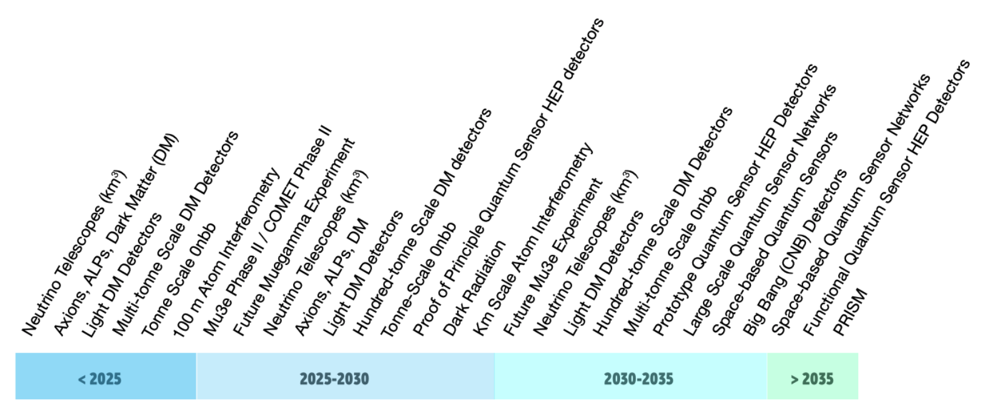 Neutrino Telescopes (km³)
Axions, ALPs, Dark Matter (DM)
Light DM Detectors
Multi-tonne Scale DM Detectors
Tonne Scale 0nbb
100 m Atom Interferometry
Mu3e Phase II / COMET Phase II
Future Muegamma Experiment
Neutrino Telescopes (km³)
Axions, ALPs, DM
Light DM Detectors
Hundred-tonne Scale DM detectors
Tonne-Scale 0nbb
Proof of Principle Quantum Sensor HEP detectors
Dark Radiation
Km Scale Atom Interferometry
Future Mu3e Experiment
Neutrino Telescopes (km³)
Light DM Detectors
Hundred-tonne Scale DM Detectors
Multi-tonne Scale 0nbb
Prototype Quantum Sensor HEP Detectors
Large Scale Quantum Sensor Networks
Space-based Quantum Sensors
Big Bang (CNB) Detectors
Space-based Quantum Sensor Networks
Functional Quantum Sensor HEP Detectors
PRISM
< 2025
2025-2030
2030-2035
> 2035